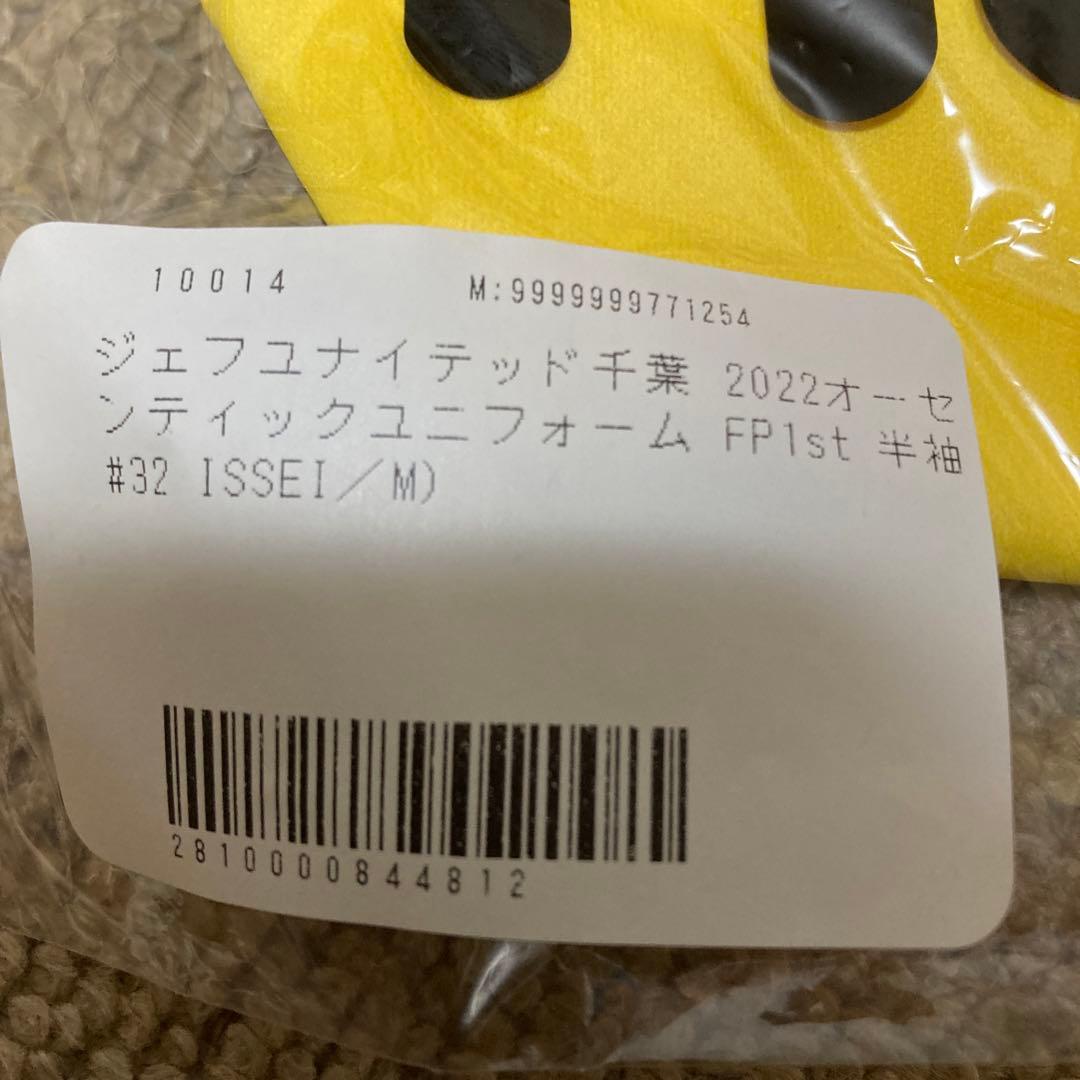 10014 M:9999999771254
ジェフユナイテッド千葉 2022オーセ
ンティックユニフォーム FP1st 半袖
#32 ISSEI／M)
2810000844812